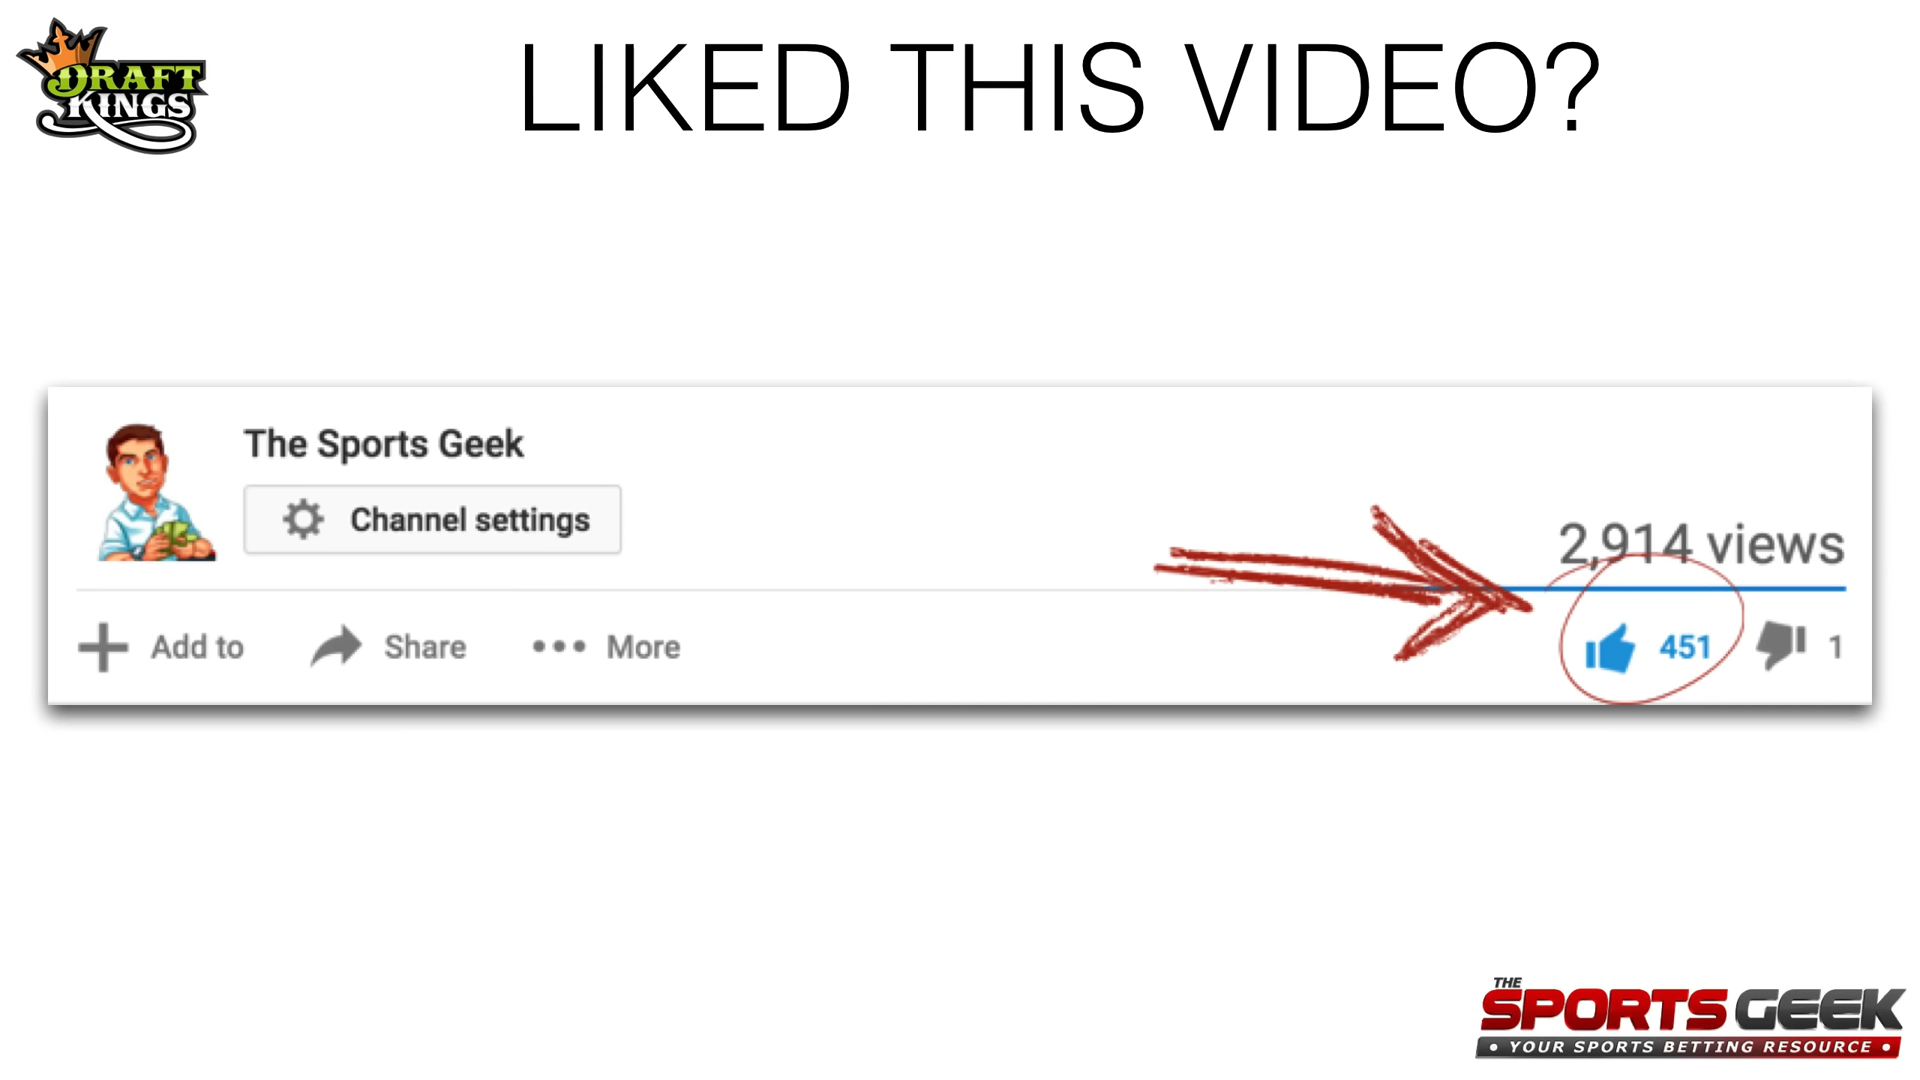 DRAFT
KINGS
LIKED THIS VIDEO?
The Sports Geek
Channel settings
2,914 views
Add to
Share
More
451
1
THE
SPORTS GEEK
• YOUR SPORTS BETTING RESOURCE •